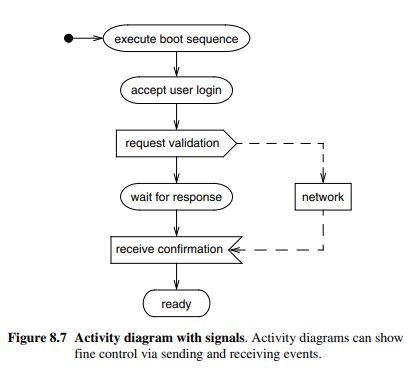 execute boot sequence
accept user login
request validation
wait for response
network
receive confirmation
ready
Figure 8.7 Activity diagram with signals. Activity diagrams can show
fine control via sending and receiving events.